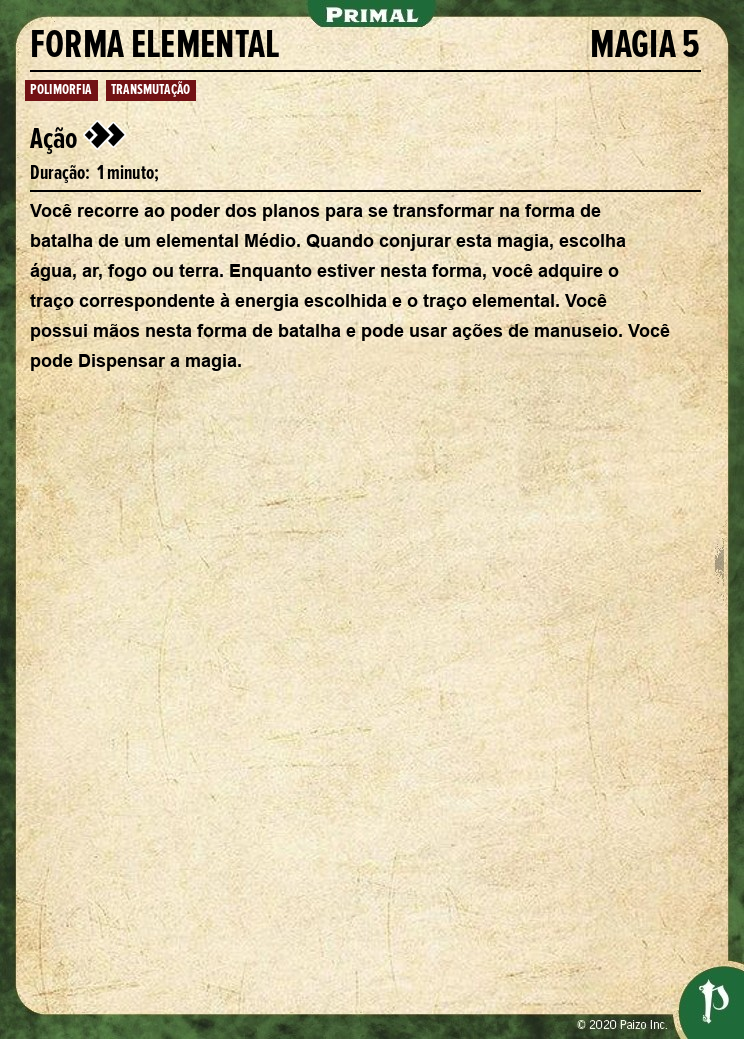 PRIMAL
FORMA ELEMENTAL MAGIA 5
POLIMORFIA TRANSMUTAÇÃO
Ação
Duração: 1 minuto;
Você recorre ao poder dos planos para se transformar na forma de
batalha de um elemental Médio. Quando conjurar esta magia, escolha
água, ar, fogo ou terra. Enquanto estiver nesta forma, você adquire o
traço correspondente à energia escolhida e o traço elemental. Você
possui mãos nesta forma de batalha e pode usar ações de manuseio. Você
pode Dispensar a magia.
© 2020 Paizo Inc.